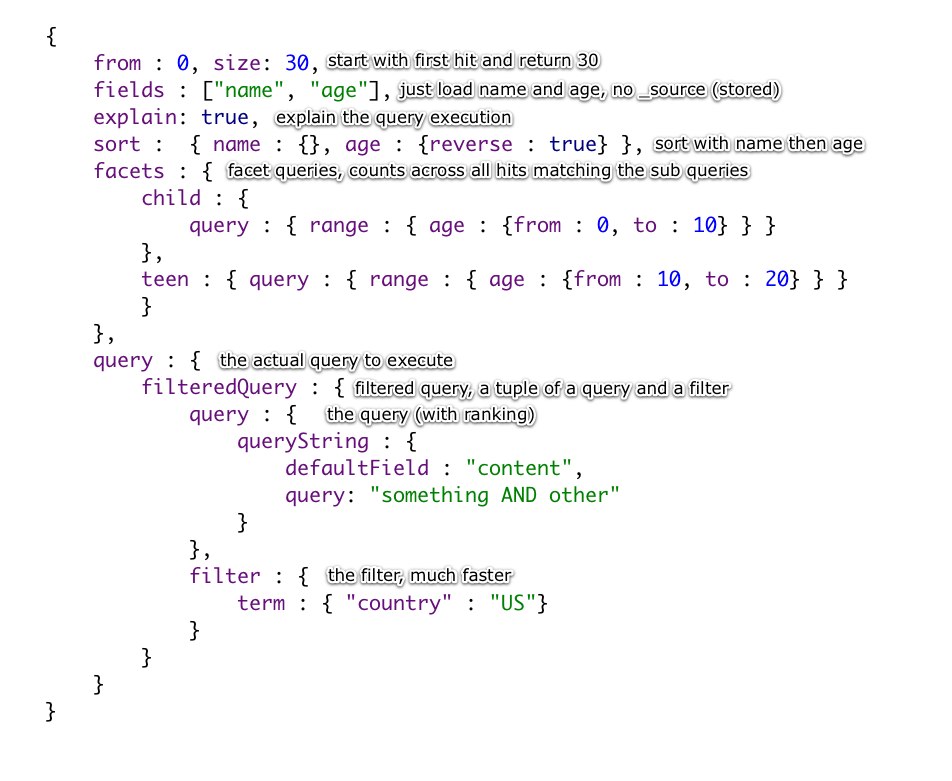 {
    from : 0, size: 30, start with first hit and return 30
    fields : ["name", "age"], just load name and age, no _source (stored)
    explain: true, explain the query execution
    sort :  { name : {}, age : {reverse : true} }, sort with name then age
    facets : { facet queries, counts across all hits matching the sub queries
        child : {
            query : { range : { age : {from : 0, to : 10} } }
        },
        teen : { query : { range : { age : {from : 10, to : 20} } }
        }
    },
    query : { the actual query to execute
        filteredQuery : { filtered query, a tuple of a query and a filter
            query : { the query (with ranking)
                queryString : {
                    defaultField : "content",
                    query: "something AND other"
                }
            },
            filter : { the filter, much faster
                term : { "country" : "US"}
            }
        }
    }
}